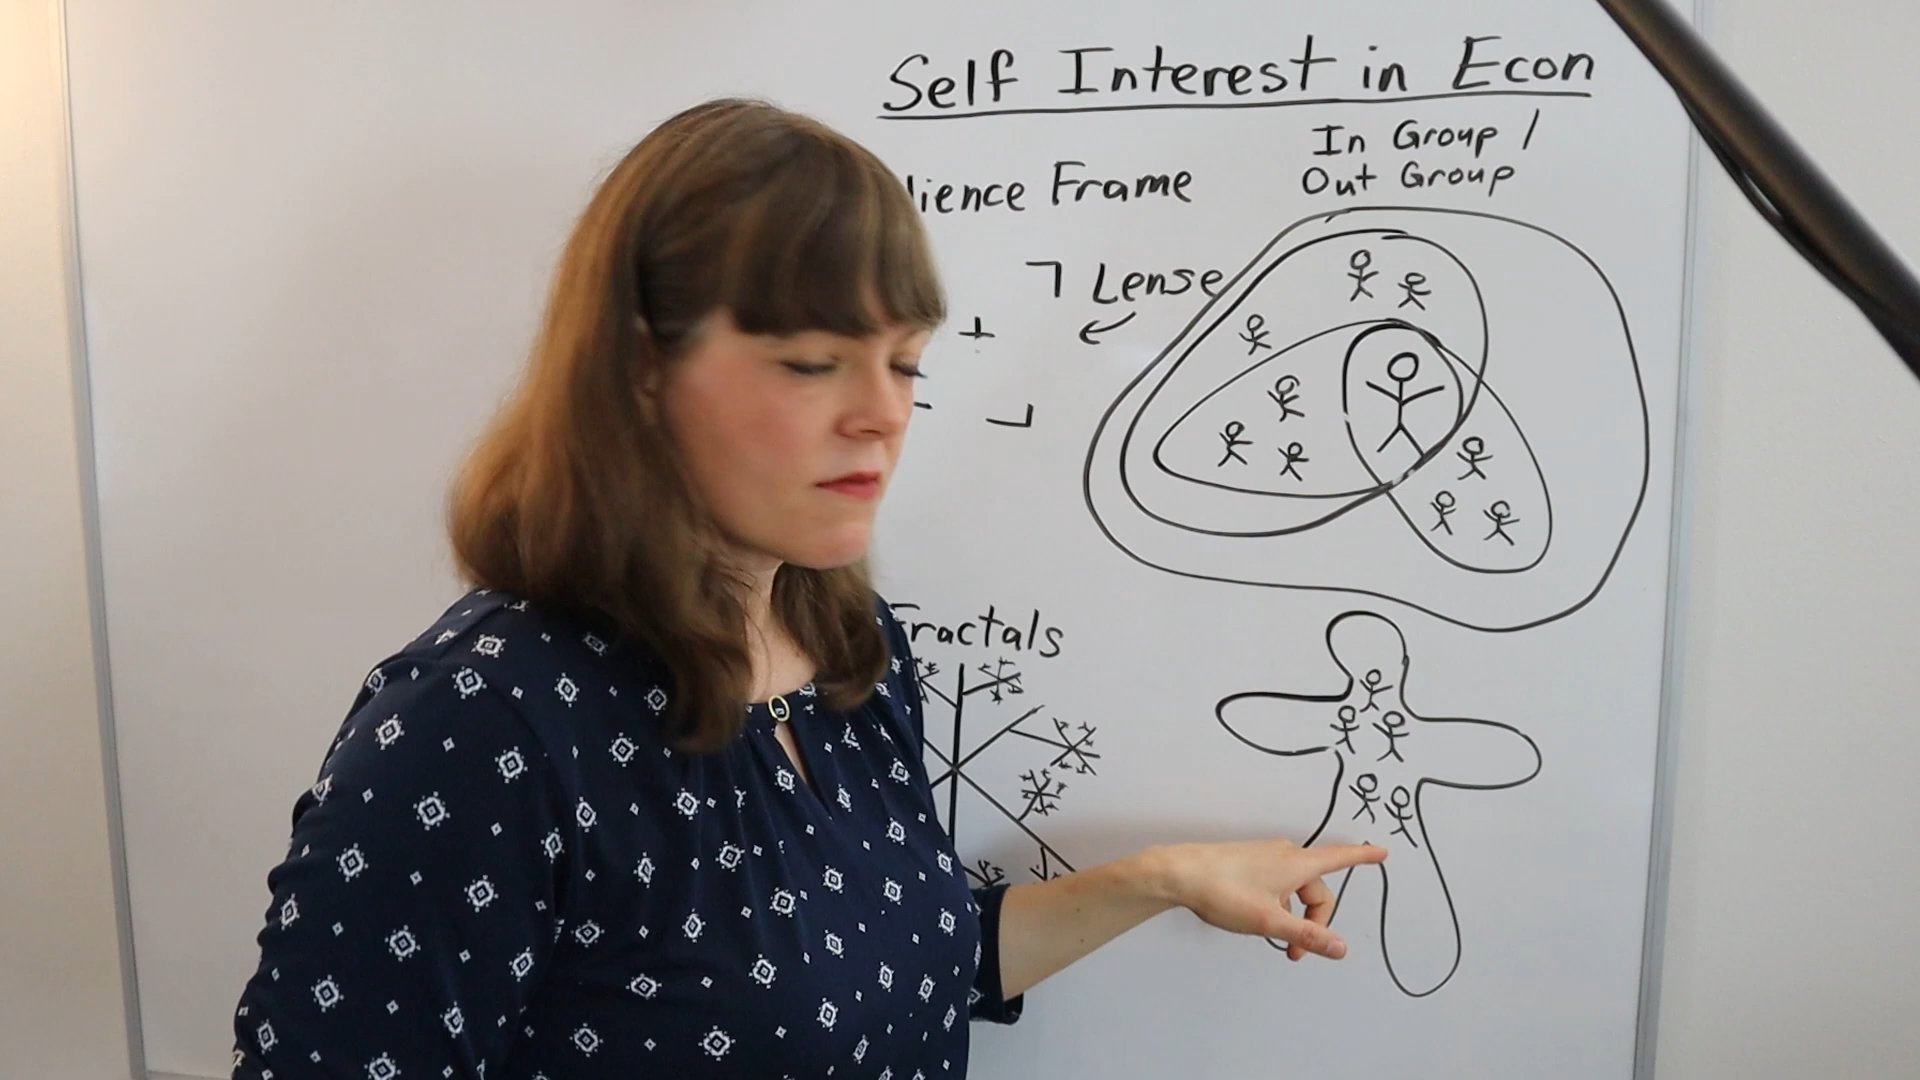 Self Interest in Econ
In Group /
Out Group
lience Frame
Lense
Fractals